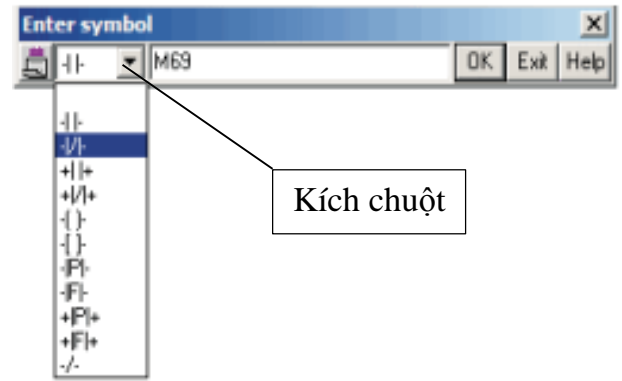 Enter symbol
-| |- M69 OK Exit Help
-| |-
-|/|-
+| |+
+|/|+
-( )-
-[ ]-
-|P|-
-|F|-
+|P|+
+|F|+
-/-
Kích chuột